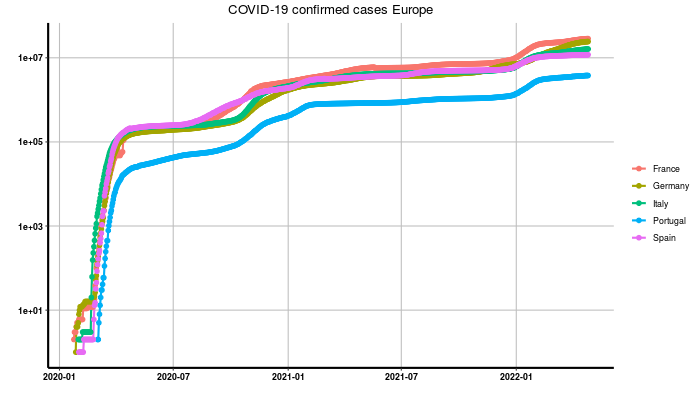 COVID-19 confirmed cases Europe
1e+07
1e+05
1e+03
1e+01
2020-01 2020-07 2021-01 2021-07 2022-01
France
Germany
Italy
Portugal
Spain